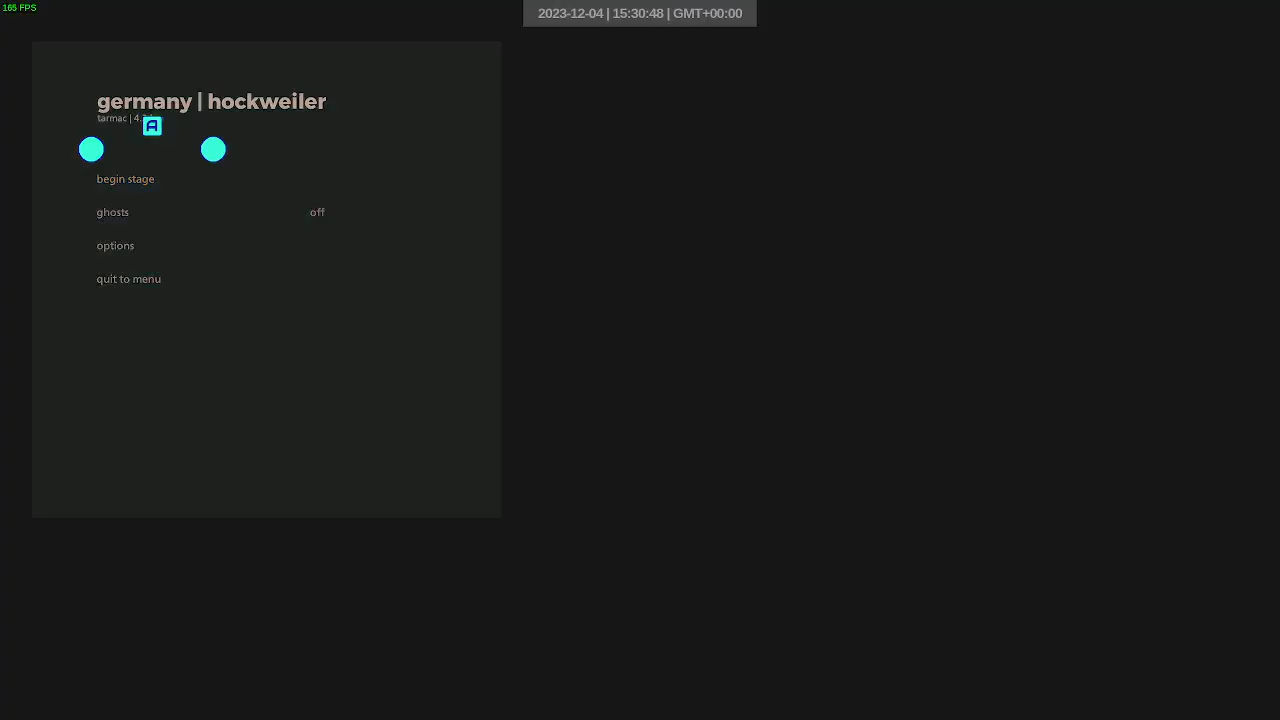 165 FPS
2023-12-04 | 15:30:48 | GMT+00:00
germany | hockweiler
tarmac | 4.
A
begin stage
ghosts off
options
quit to menu